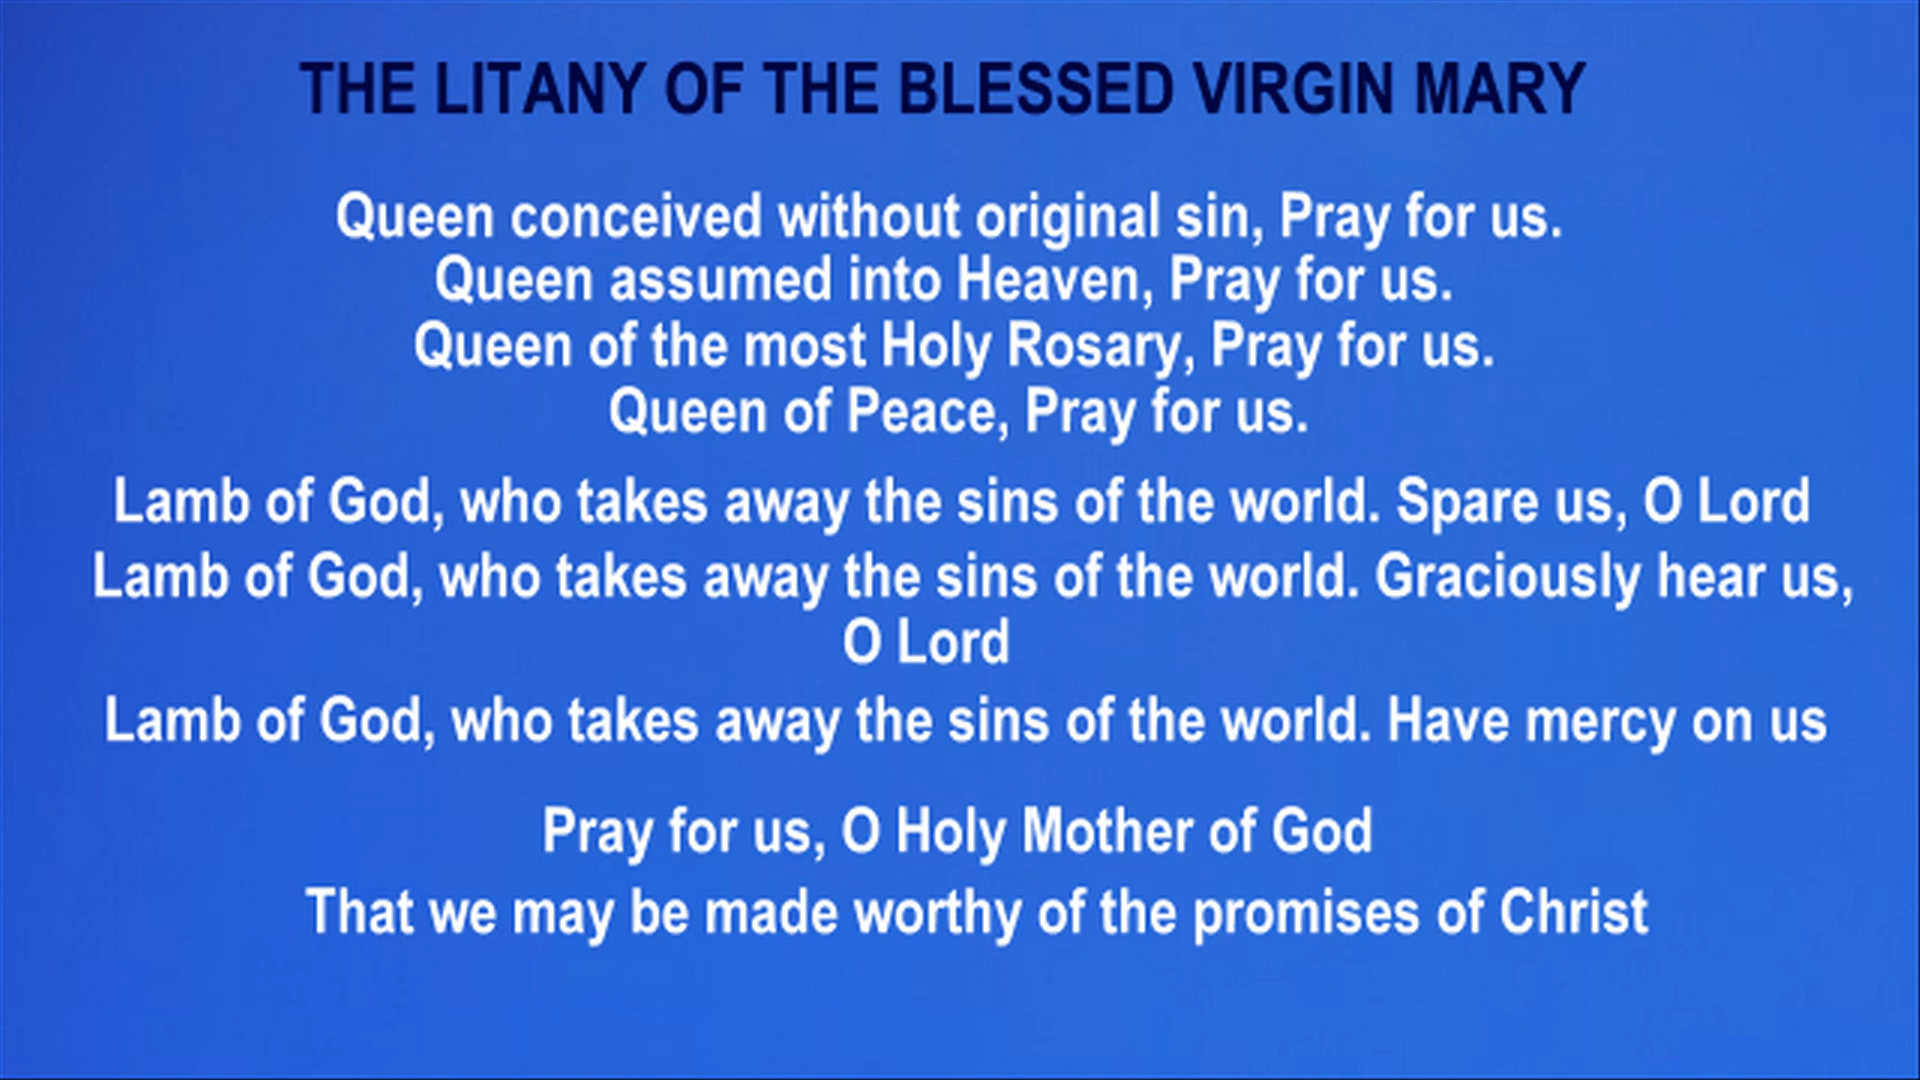 THE LITANY OF THE BLESSED VIRGIN MARY
Queen conceived without original sin, Pray for us.
Queen assumed into Heaven, Pray for us.
Queen of the most Holy Rosary, Pray for us.
Queen of Peace, Pray for us.
Lamb of God, who takes away the sins of the world. Spare us, O Lord
Lamb of God, who takes away the sins of the world. Graciously hear us,
O Lord
Lamb of God, who takes away the sins of the world. Have mercy on us
Pray for us, O Holy Mother of God
That we may be made worthy of the promises of Christ